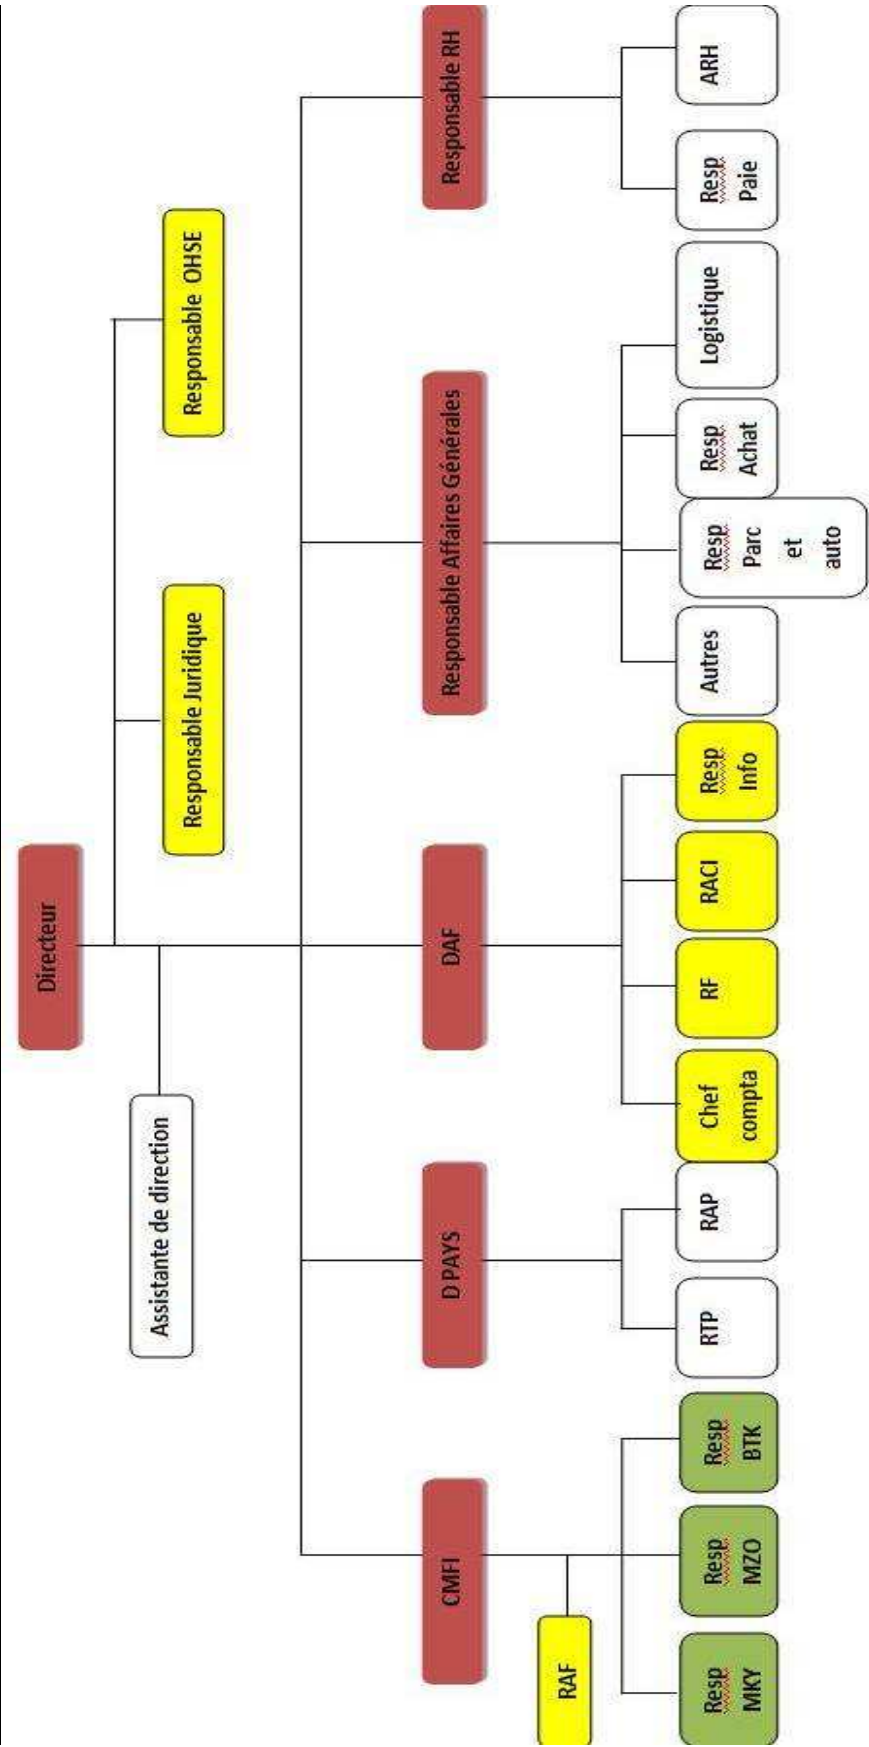 Directeur
Assistante de direction
Responsable Juridique
Responsable OHSE
CMFI
D PAYS
DAF
Responsable Affaires Générales
Responsable RH
RAF
Resp
MKY
Resp
MZO
Resp
BTK
RTP
RAP
Chef
compta
RF
RACI
Resp
Info
Autres
Resp
Parc
et
auto
Resp
Achat
Logistique
Resp
Paie
ARH